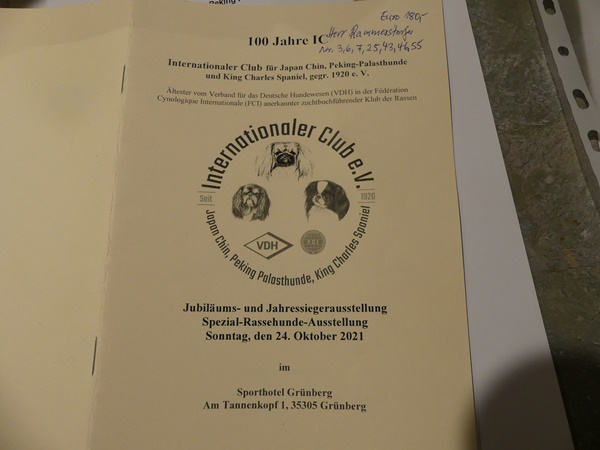 Peking
Euro 180,-
100 Jahre IC
Herr Rammerstorfer
Nr. 3,6,7,25,43,46,55
Internationaler Club für Japan Chin, Peking-Palasthunde
und King Charles Spaniel, gegr. 1920 e. V.
Ältester vom Verband für das Deutsche Hundewesen (VDH) in der Fédération
Cynologique Internationale (FCI) anerkannter zuchtbuchführender Klub der Rassen
Internationaler Club e.V.
Seit
1920
VDH
FCI
Japan Chin, Peking Palasthunde, King Charles Spaniel
Jubiläums- und Jahressiegerausstellung
Spezial-Rassehunde-Ausstellung
Sonntag, den 24. Oktober 2021
im
Sporthotel Grünberg
Am Tannenkopf 1, 35305 Grünberg